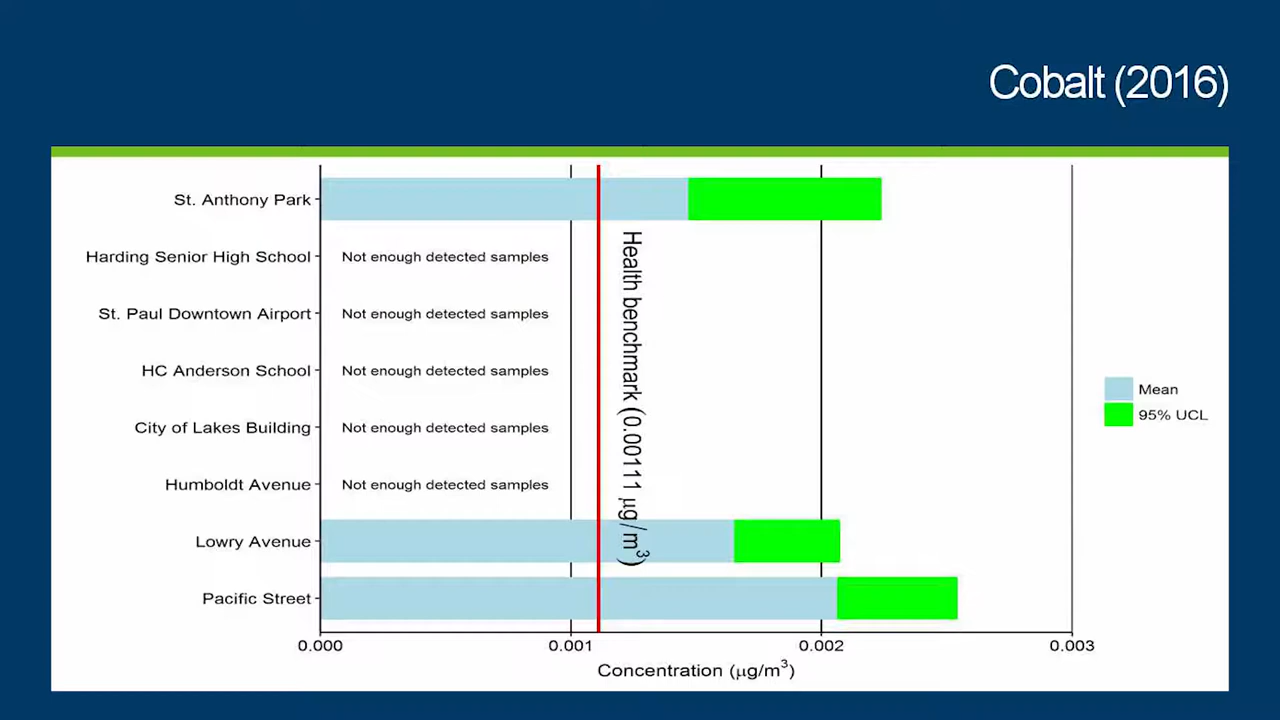 Cobalt (2016)
St. Anthony Park
Harding Senior High School
Not enough detected samples
St. Paul Downtown Airport
Not enough detected samples
HC Anderson School
Not enough detected samples
City of Lakes Building
Not enough detected samples
Humboldt Avenue
Not enough detected samples
Lowry Avenue
Pacific Street
Health benchmark (0.00111 μg/m³)
Mean
95% UCL
0.000 0.001 0.002 0.003
Concentration (μg/m³)